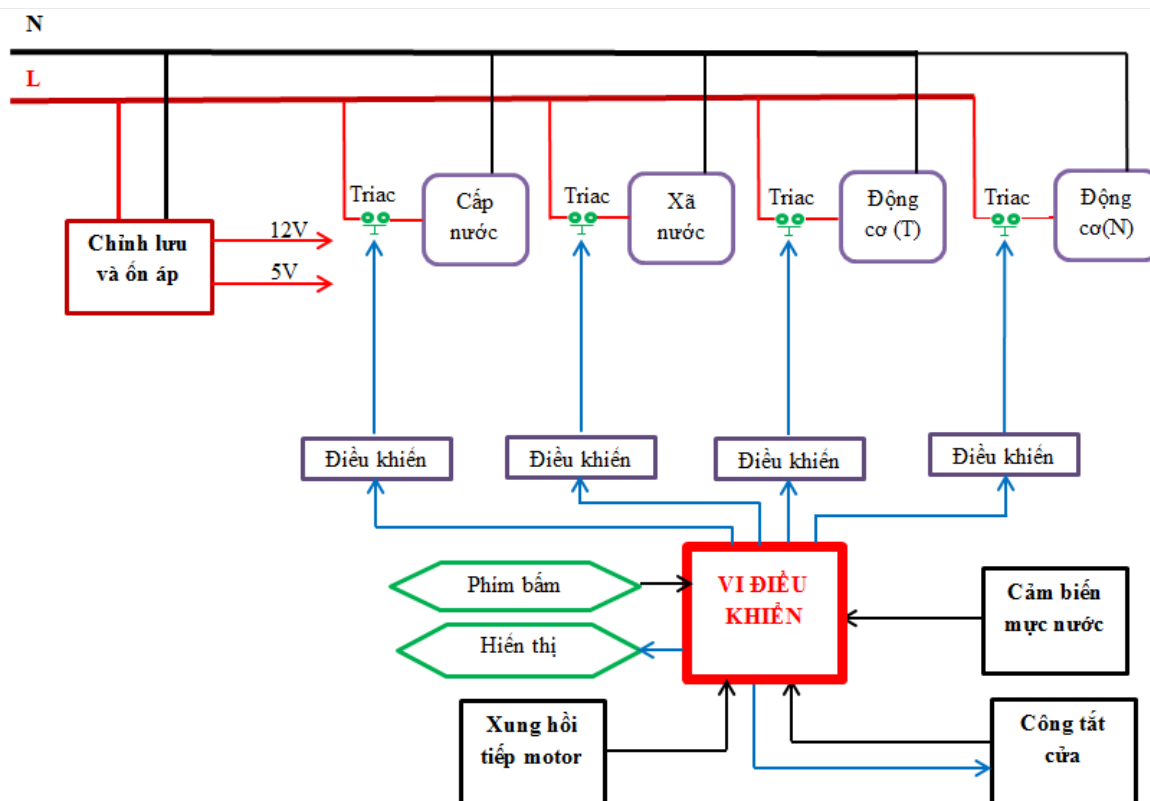 N
L
Triac
Cấp
nước
Triac
Xã
nước
Triac
Động
cơ (T)
Triac
Động
cơ(N)
Chỉnh lưu
và ổn áp
12V
5V
Điều khiển
Điều khiển
Điều khiển
Điều khiển
Phím bấm
VI ĐIỀU
KHIỂN
Cảm biến
mực nước
Hiển thị
Xung hồi
tiếp motor
Công tắt
cửa